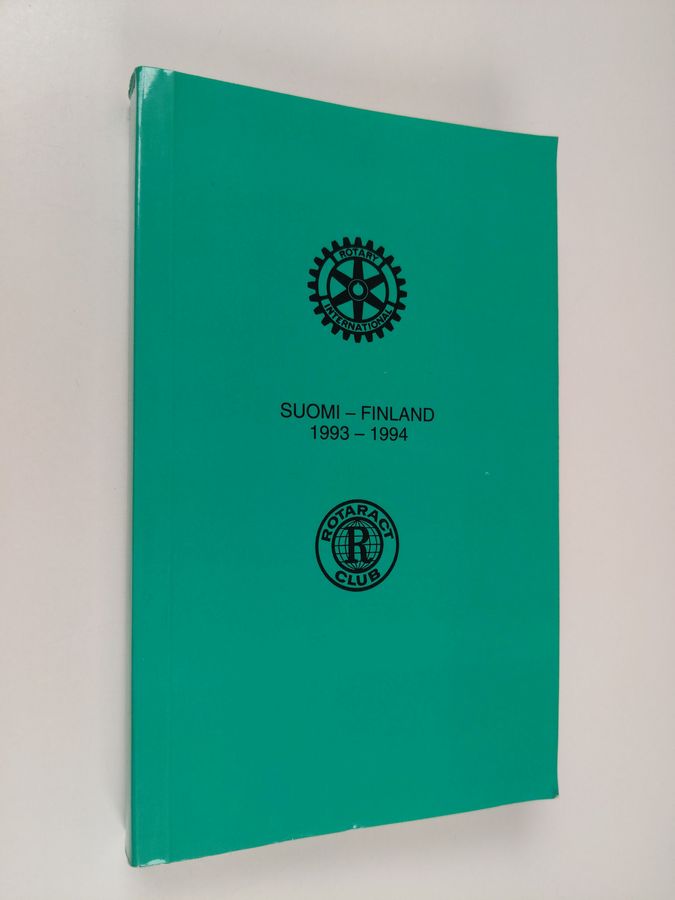 ROTARY
INTERNATIONAL
SUOMI – FINLAND
1993 – 1994
ROTARACT
R
CLUB